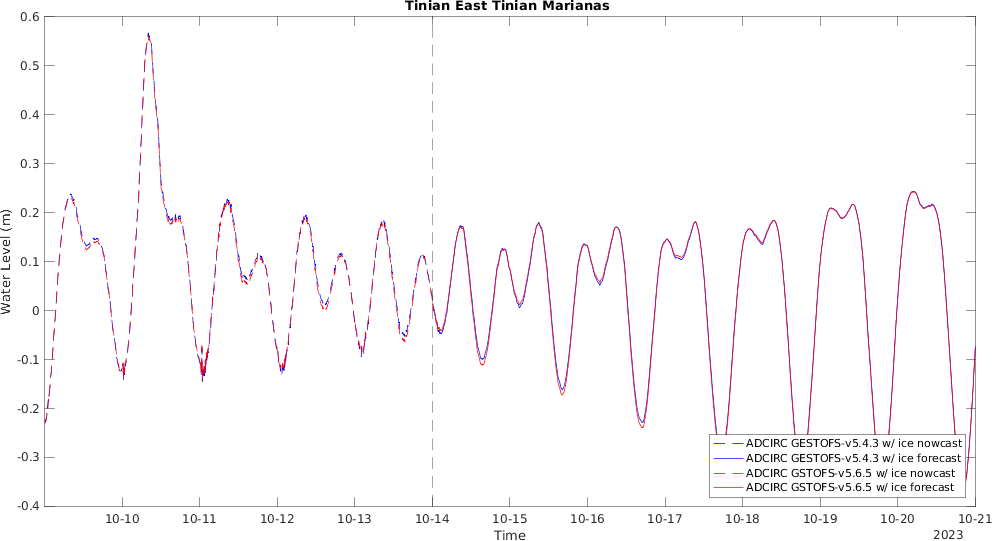 Tinian East Tinian Marianas
Water Level (m)
0.6
0.5
0.4
0.3
0.2
0.1
0
-0.1
-0.2
-0.3
-0.4
ADCIRC GESTOFS-v5.4.3 w/ ice nowcast
ADCIRC GESTOFS-v5.4.3 w/ ice forecast
ADCIRC GSTOFS-v5.6.5 w/ ice nowcast
ADCIRC GSTOFS-v5.6.5 w/ ice forecast
10-10 10-11 10-12 10-13 10-14 10-15 10-16 10-17 10-18 10-19 10-20 10-21
Time
2023